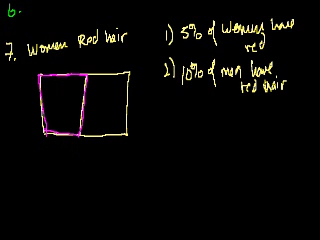 6.
7. Women Red hair
1) 5% of women have
red
2) 10% of men have
red hair